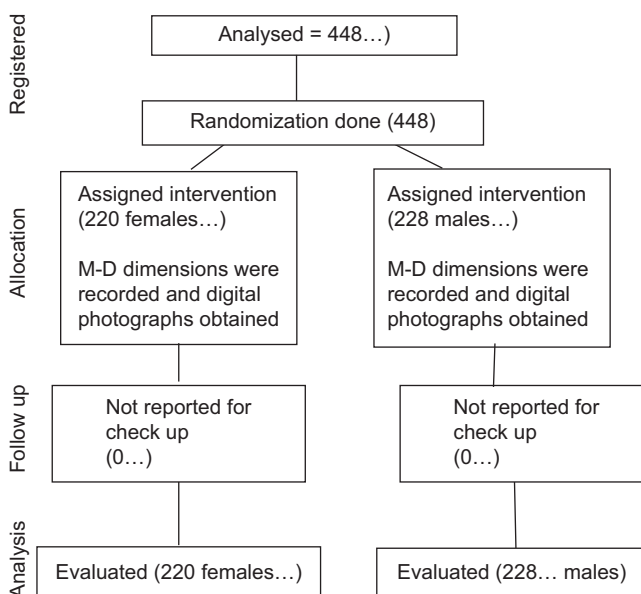 Registered
Analysed = 448…)
Randomization done (448)
Allocation
Assigned intervention
(220 females…)
M-D dimensions were
recorded and digital
photographs obtained
Assigned intervention
(228 males…)
M-D dimensions were
recorded and digital
photographs obtained
Follow up
Not reported for
check up
(0…)
Not reported for
check up
(0…)
Analysis
Evaluated (220 females…)
Evaluated (228… males)